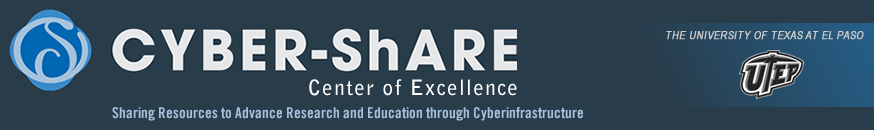 CYBER-ShARE
Center of Excellence
Sharing Resources to Advance Research and Education through Cyberinfrastructure
THE UNIVERSITY OF TEXAS AT EL PASO
UTEP